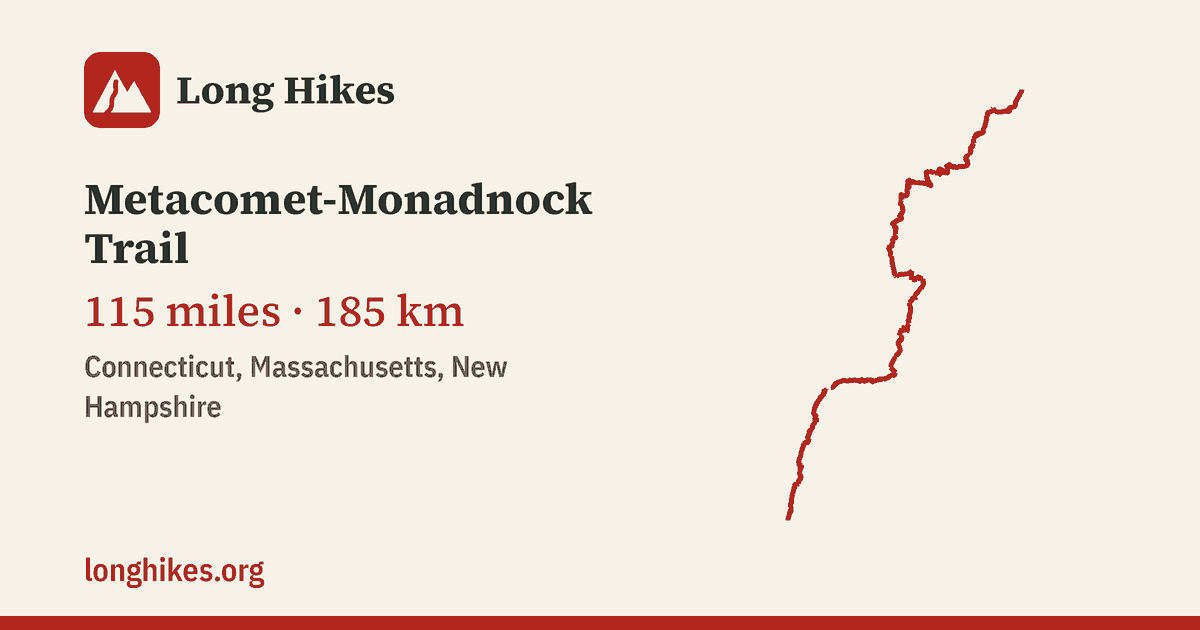 Long Hikes
Metacomet-Monadnock
Trail
115 miles · 185 km
Connecticut, Massachusetts, New
Hampshire
longhikes.org